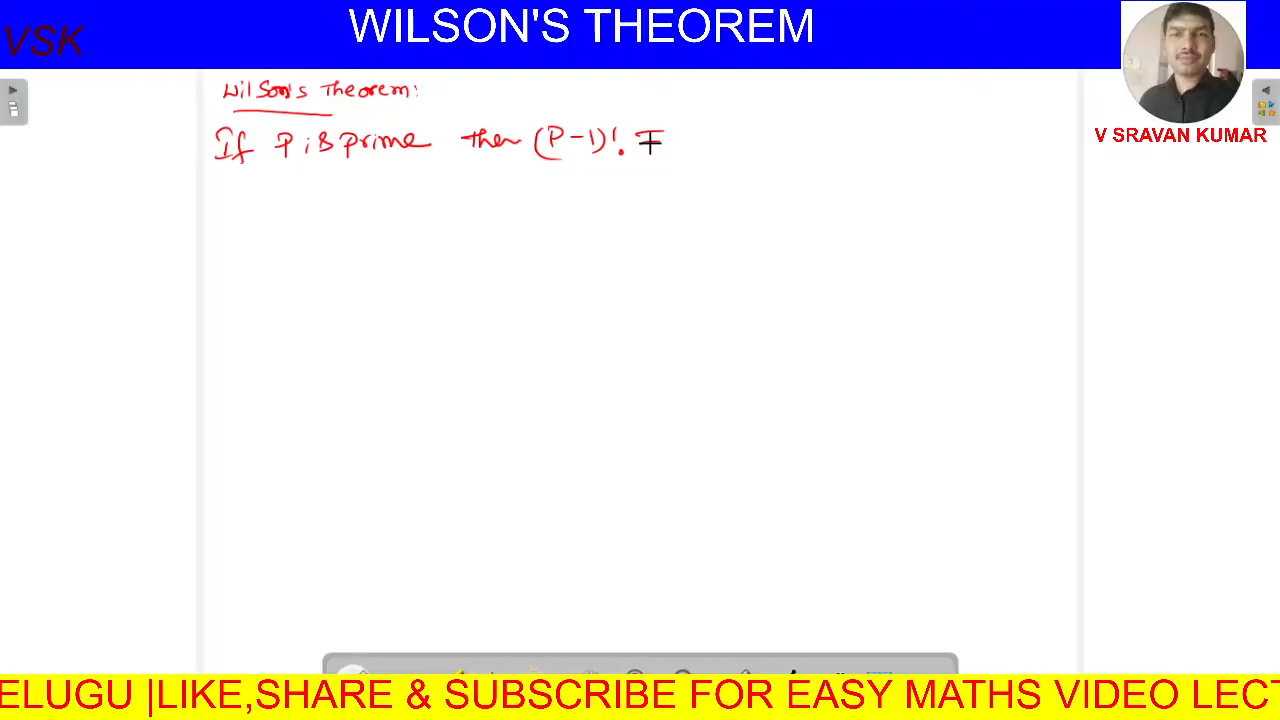 WILSON'S THEOREM
VSK
Wilson's Theorem:
If P is prime then (P-1)!
V SRAVAN KUMAR
ELUGU |LIKE,SHARE & SUBSCRIBE FOR EASY MATHS VIDEO LECT